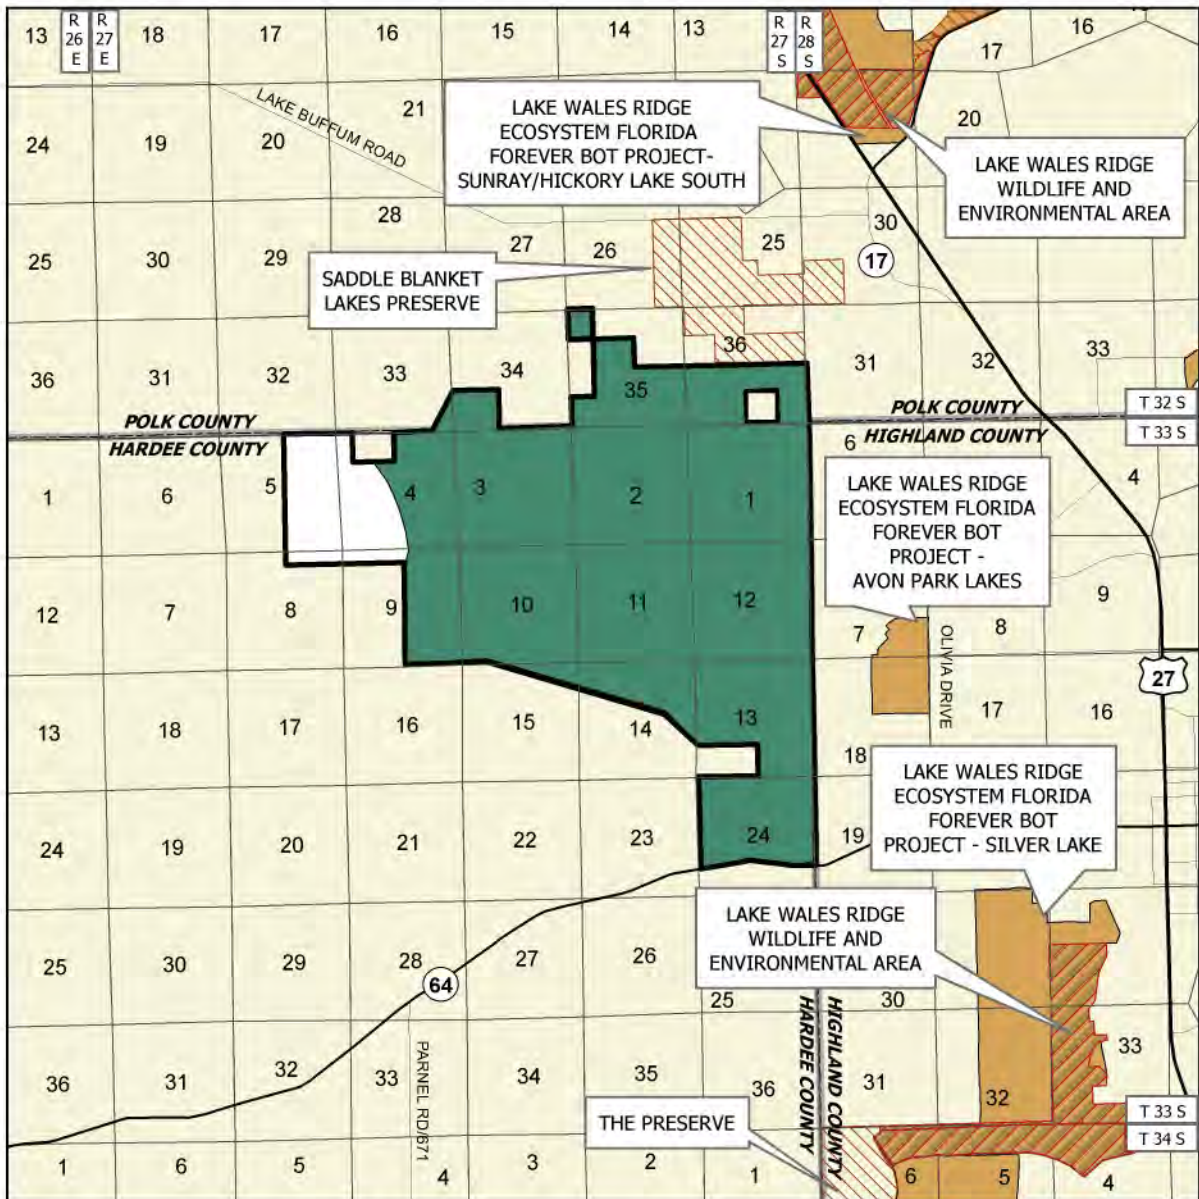 13
R
26
E
R
27
E
18
17
16
15
14
13
R
27
S
R
28
S
17
16
24
19
20
21
LAKE BUFFUM ROAD
LAKE WALES RIDGE
ECOSYSTEM FLORIDA
FOREVER BOT PROJECT-
SUNRAY/HICKORY LAKE SOUTH
20
LAKE WALES RIDGE
WILDLIFE AND
ENVIRONMENTAL AREA
25
30
29
28
27
26
25
30
17
SADDLE BLANKET
LAKES PRESERVE
36
31
32
33
34
35
36
31
32
33
POLK COUNTY
HARDEE COUNTY
POLK COUNTY
HIGHLAND COUNTY
T 32 S
T 33 S
1
6
5
4
3
2
1
6
4
LAKE WALES RIDGE
ECOSYSTEM FLORIDA
FOREVER BOT
PROJECT -
AVON PARK LAKES
12
7
8
9
10
11
12
7
8
9
OLIVIA DRIVE
27
13
18
17
16
15
14
13
18
17
16
LAKE WALES RIDGE
ECOSYSTEM FLORIDA
FOREVER BOT
PROJECT - SILVER LAKE
24
19
20
21
22
23
24
19
LAKE WALES RIDGE
WILDLIFE AND
ENVIRONMENTAL AREA
25
30
29
28
64
27
26
25
30
HARDEE COUNTY
HIGHLAND COUNTY
36
31
32
33
PARNEL RD/671
34
35
36
31
32
33
THE PRESERVE
T 33 S
T 34 S
1
6
5
4
3
2
1
6
5
4